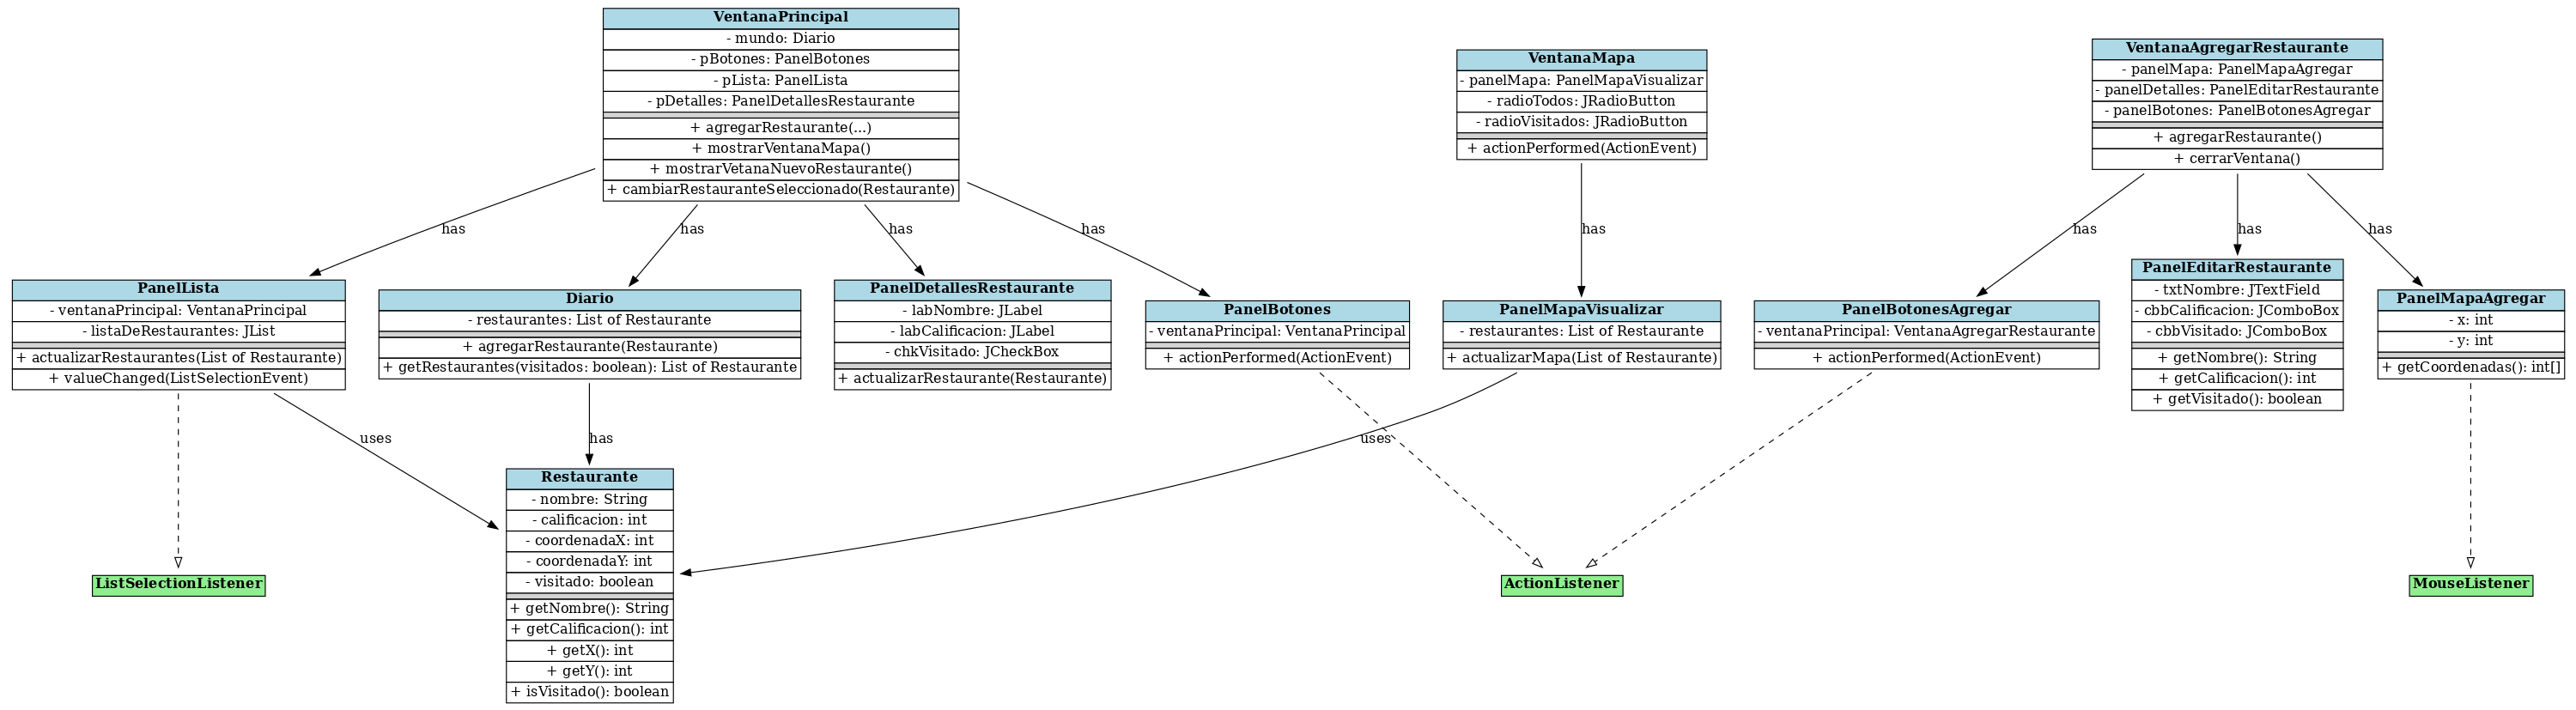 VentanaPrincipal
- mundo: Diario
- pBotones: PanelBotones
- pLista: PanelLista
- pDetalles: PanelDetallesRestaurante
+ agregarRestaurante(...)
+ mostrarVentanaMapa()
+ mostrarVetanaNuevoRestaurante()
+ cambiarRestauranteSeleccionado(Restaurante)
VentanaMapa
- panelMapa: PanelMapaVisualizar
- radioTodos: JRadioButton
- radioVisitados: JRadioButton
+ actionPerformed(ActionEvent)
VentanaAgregarRestaurante
- panelMapa: PanelMapaAgregar
- panelDetalles: PanelEditarRestaurante
- panelBotones: PanelBotonesAgregar
+ agregarRestaurante()
+ cerrarVentana()
has
has
has
has
has
has
has
has
PanelLista
- ventanaPrincipal: VentanaPrincipal
- listaDeRestaurantes: JList
+ actualizarRestaurantes(List of Restaurante)
+ valueChanged(ListSelectionEvent)
Diario
- restaurantes: List of Restaurante
+ agregarRestaurante(Restaurante)
+ getRestaurantes(visitados: boolean): List of Restaurante
PanelDetallesRestaurante
- labNombre: JLabel
- labCalificacion: JLabel
- chkVisitado: JCheckBox
+ actualizarRestaurante(Restaurante)
PanelBotones
- ventanaPrincipal: VentanaPrincipal
+ actionPerformed(ActionEvent)
PanelMapaVisualizar
- restaurantes: List of Restaurante
+ actualizarMapa(List of Restaurante)
PanelBotonesAgregar
- ventanaPrincipal: VentanaAgregarRestaurante
+ actionPerformed(ActionEvent)
PanelEditarRestaurante
- txtNombre: JTextField
- cbbCalificacion: JComboBox
- cbbVisitado: JComboBox
+ getNombre(): String
+ getCalificacion(): int
+ getVisitado(): boolean
PanelMapaAgregar
- x: int
- y: int
+ getCoordenadas(): int[]
uses
has
uses
Restaurante
- nombre: String
- calificacion: int
- coordenadaX: int
- coordenadaY: int
- visitado: boolean
+ getNombre(): String
+ getCalificacion(): int
+ getX(): int
+ getY(): int
+ isVisitado(): boolean
ListSelectionListener
ActionListener
MouseListener